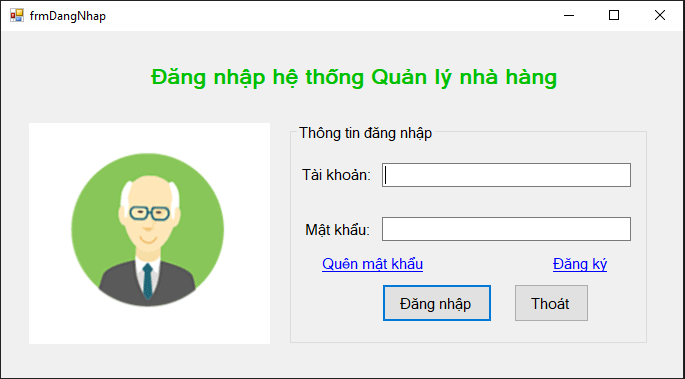 frmDangNhap
Đăng nhập hệ thống Quản lý nhà hàng
Thông tin đăng nhập
Tài khoản:
Mật khẩu:
Quên mật khẩu Đăng ký
Đăng nhập Thoát